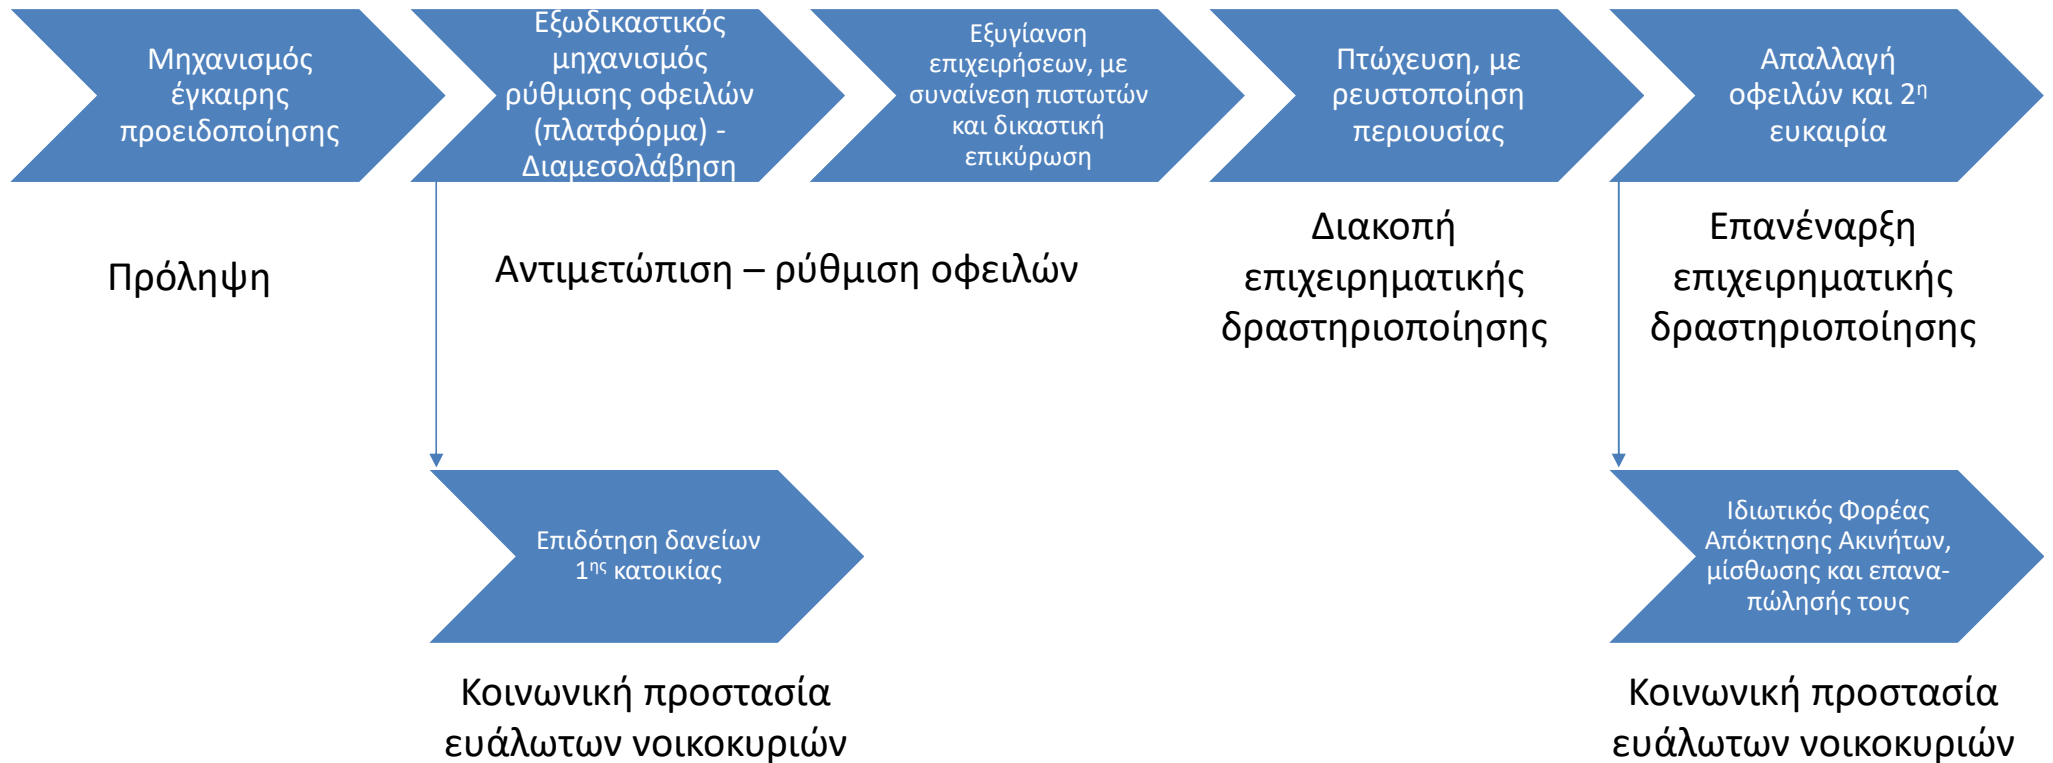 Μηχανισμός
έγκαιρης
προειδοποίησης
Εξωδικαστικός
μηχανισμός
ρύθμισης οφειλών
(πλατφόρμα) -
Διαμεσολάβηση
Εξυγίανση
επιχειρήσεων, με
συναίνεση πιστωτών
και δικαστική
επικύρωση
Πτώχευση, με
ρευστοποίηση
περιουσίας
Απαλλαγή
οφειλών και 2η
ευκαιρία
Πρόληψη
Αντιμετώπιση – ρύθμιση οφειλών
Διακοπή
επιχειρηματικής
δραστηριοποίησης
Επανέναρξη
επιχειρηματικής
δραστηριοποίησης
Επιδότηση δανείων
1ης κατοικίας
Ιδιωτικός Φορέας
Απόκτησης Ακινήτων,
μίσθωσης και επανα-
πώλησής τους
Κοινωνική προστασία
ευάλωτων νοικοκυριών
Κοινωνική προστασία
ευάλωτων νοικοκυριών